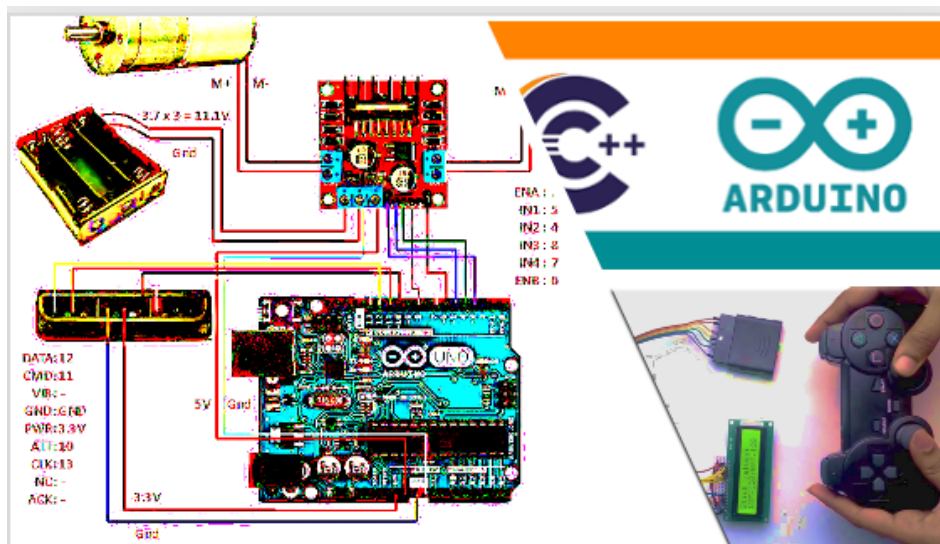 M+ M-
3.7 x 3 = 11.1V
Gnd
M
C++
ARDUINO
ENA :
IN1 : 5
IN2 : 4
IN3 : 8
IN4 : 7
ENB :
ARDUINO
UNO
DATA:12
CMD:11
VIB: -
GND:GND
PWR:3.3V
ATT: 10
CLK: 13
NC: -
ACK: -
5V
Gnd
3.3V
Gnd